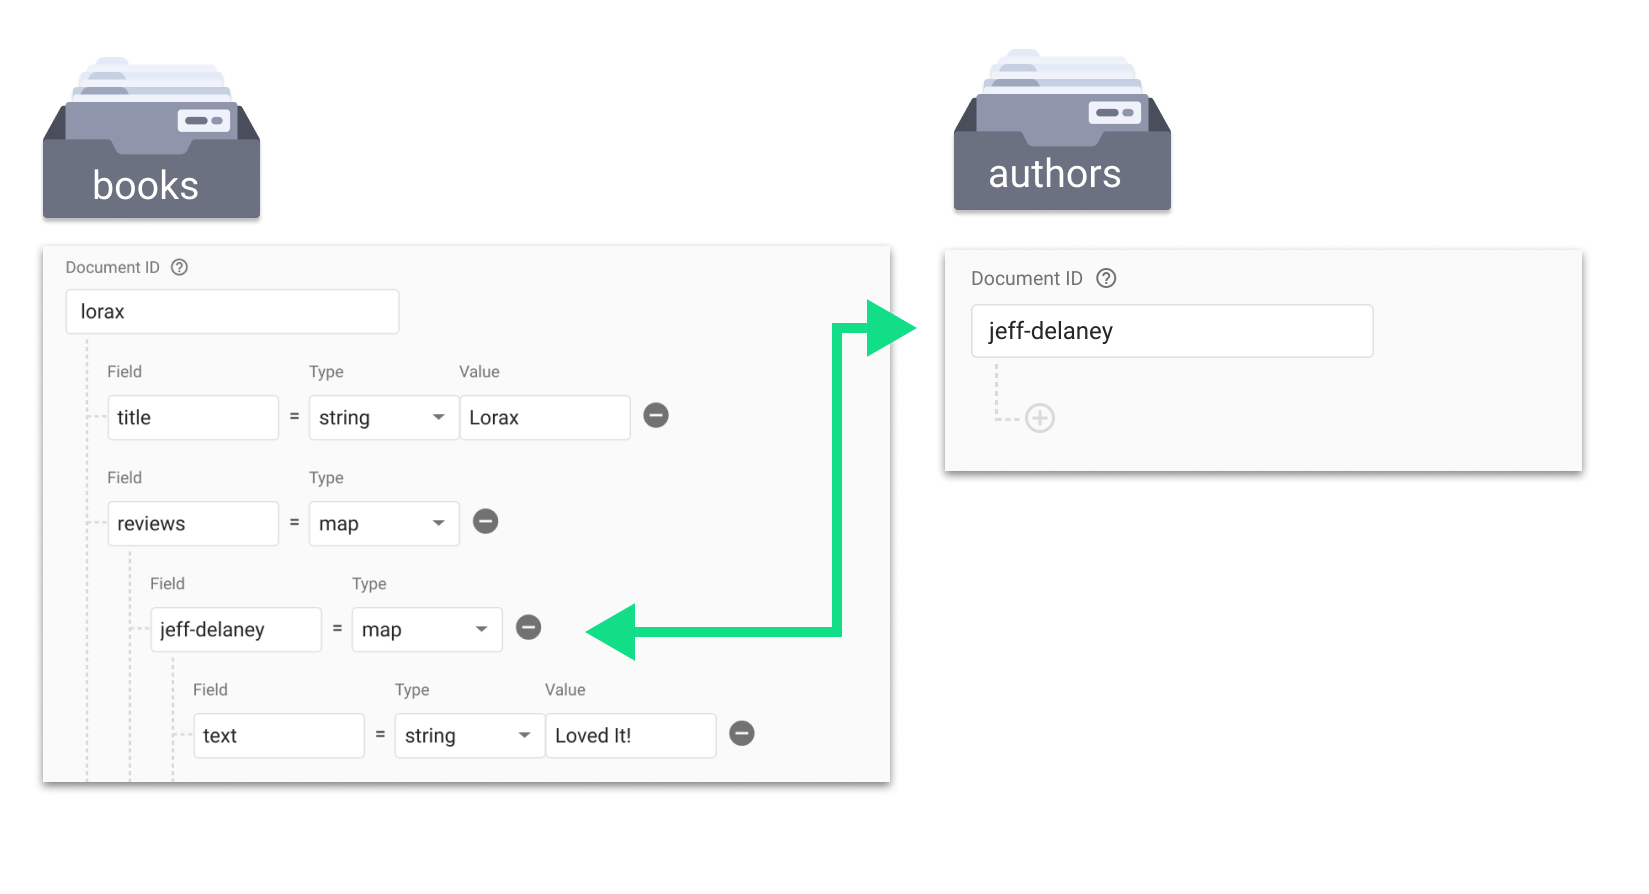 books
Document ID
lorax
Field Type Value
title = string Lorax
Field Type
reviews = map
Field Type
jeff-delaney = map
Field Type Value
text = string Loved It!
authors
Document ID
jeff-delaney